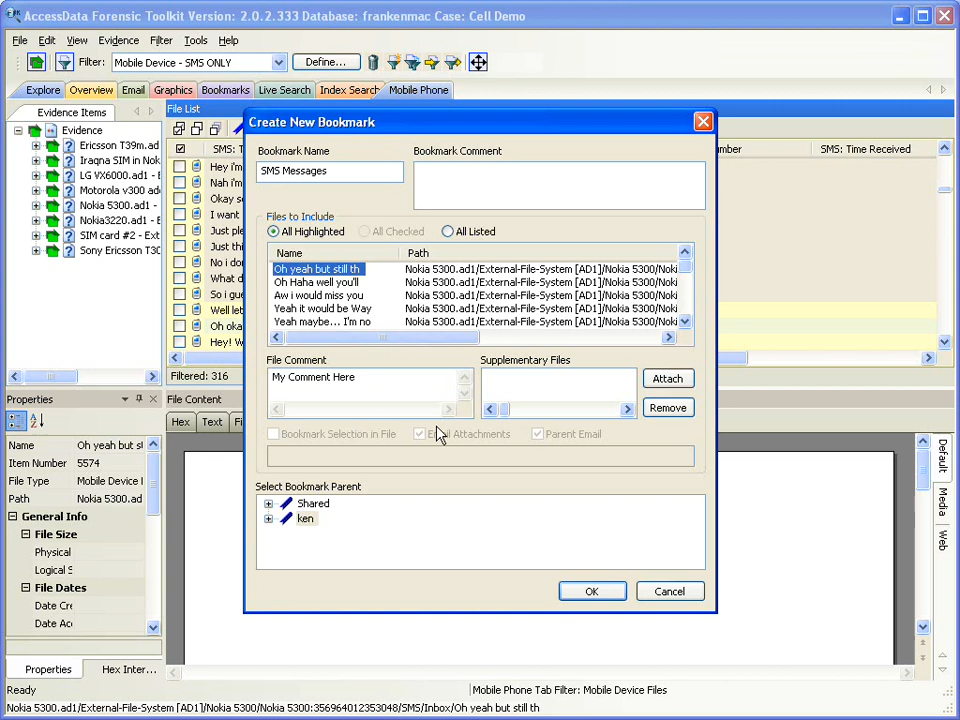 AccessData Forensic Toolkit Version: 2.0.2.333 Database: frankenmac Case: Cell Demo
File Edit View Evidence Filter Tools Help
Filter: Mobile Device - SMS ONLY Define...
Explore Overview Email Graphics Bookmarks Live Search Index Search Mobile Phone
Evidence Items
File List
Evidence
Ericsson T39m.ad
Iraqna SIM in Nok
LG VX6000.ad1 -
Motorola v300 adi
Nokia 5300.ad1 -
Nokia3220.ad1 - E
SIM card #2 - Ext
Sony Ericsson T30
SMS: T
SMS: Time Received
Hey i'm
Nah i'm
Okay s
I want
Just ple
Just thi
No i do
What d
So i gue
Well let
Oh oka
Hey! W
Filtered: 316
Create New Bookmark
Bookmark Name
SMS Messages
Bookmark Comment
Files to Include
All Highlighted All Checked All Listed
Name Path
Oh yeah but still th Nokia 5300.ad1/External-File-System [AD1]/Nokia 5300/Noki
Oh Haha well you'll Nokia 5300.ad1/External-File-System [AD1]/Nokia 5300/Noki
Aw i would miss you Nokia 5300.ad1/External-File-System [AD1]/Nokia 5300/Noki
Yeah it would be Way Nokia 5300.ad1/External-File-System [AD1]/Nokia 5300/Noki
Yeah maybe... I'm no Nokia 5300.ad1/External-File-System [AD1]/Nokia 5300/Noki
File Comment
My Comment Here
Supplementary Files
Attach
Remove
Bookmark Selection in File Attachments Parent Email
Select Bookmark Parent
Shared
ken
OK Cancel
Properties
Name Oh yeah but sl
Item Number 5574
File Type Mobile Device I
Path Nokia 5300.ad
General Info
File Size
Physical
Logical S
File Dates
Date Cre
Date Acc
Properties Hex Inter...
File Content
Hex Text Fi
Default
Media
Web
Ready
Mobile Phone Tab Filter: Mobile Device Files
Nokia 5300.ad1/External-File-System [AD1]/Nokia 5300/Nokia 5300:356964012353048/SMS/Inbox/Oh yeah but still th